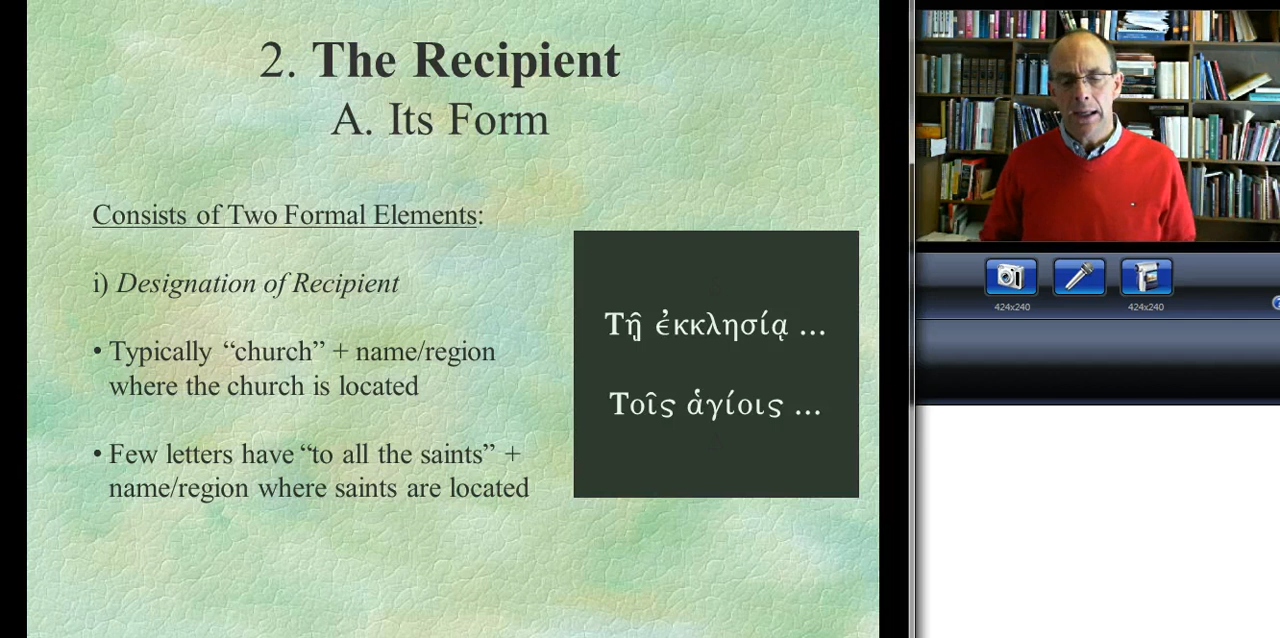 2. The Recipient
A. Its Form
Consists of Two Formal Elements:
i) Designation of Recipient
• Typically “church” + name/region
where the church is located
• Few letters have “to all the saints” +
name/region where saints are located
Τῇ ἐκκλησίᾳ ...
Τοῖς ἁγίοις ...
424x240
424x240